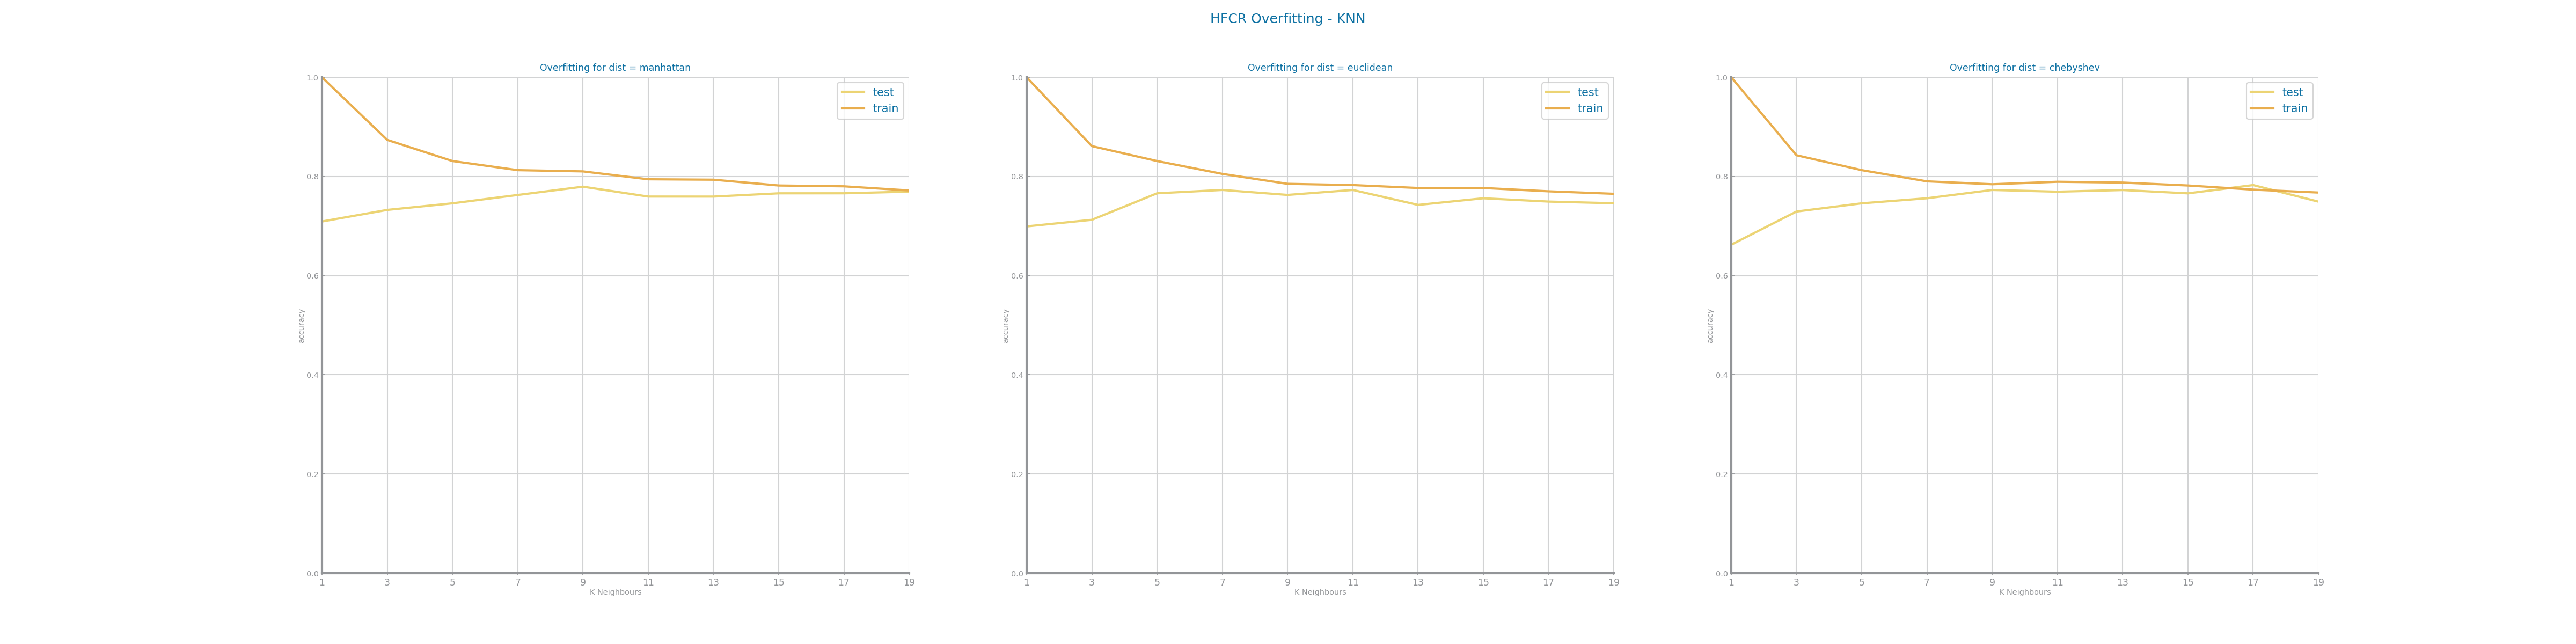 HFCR Overfitting - KNN
Overfitting for dist = manhattan
1.0
0.8
0.6
0.4
0.2
0.0
accuracy
test
train
1 3 5 7 9 11 13 15 17 19
K Neighbours
Overfitting for dist = euclidean
1.0
0.8
0.6
0.4
0.2
0.0
accuracy
test
train
1 3 5 7 9 11 13 15 17 19
K Neighbours
Overfitting for dist = chebyshev
1.0
0.8
0.6
0.4
0.2
0.0
accuracy
test
train
1 3 5 7 9 11 13 15 17 19
K Neighbours